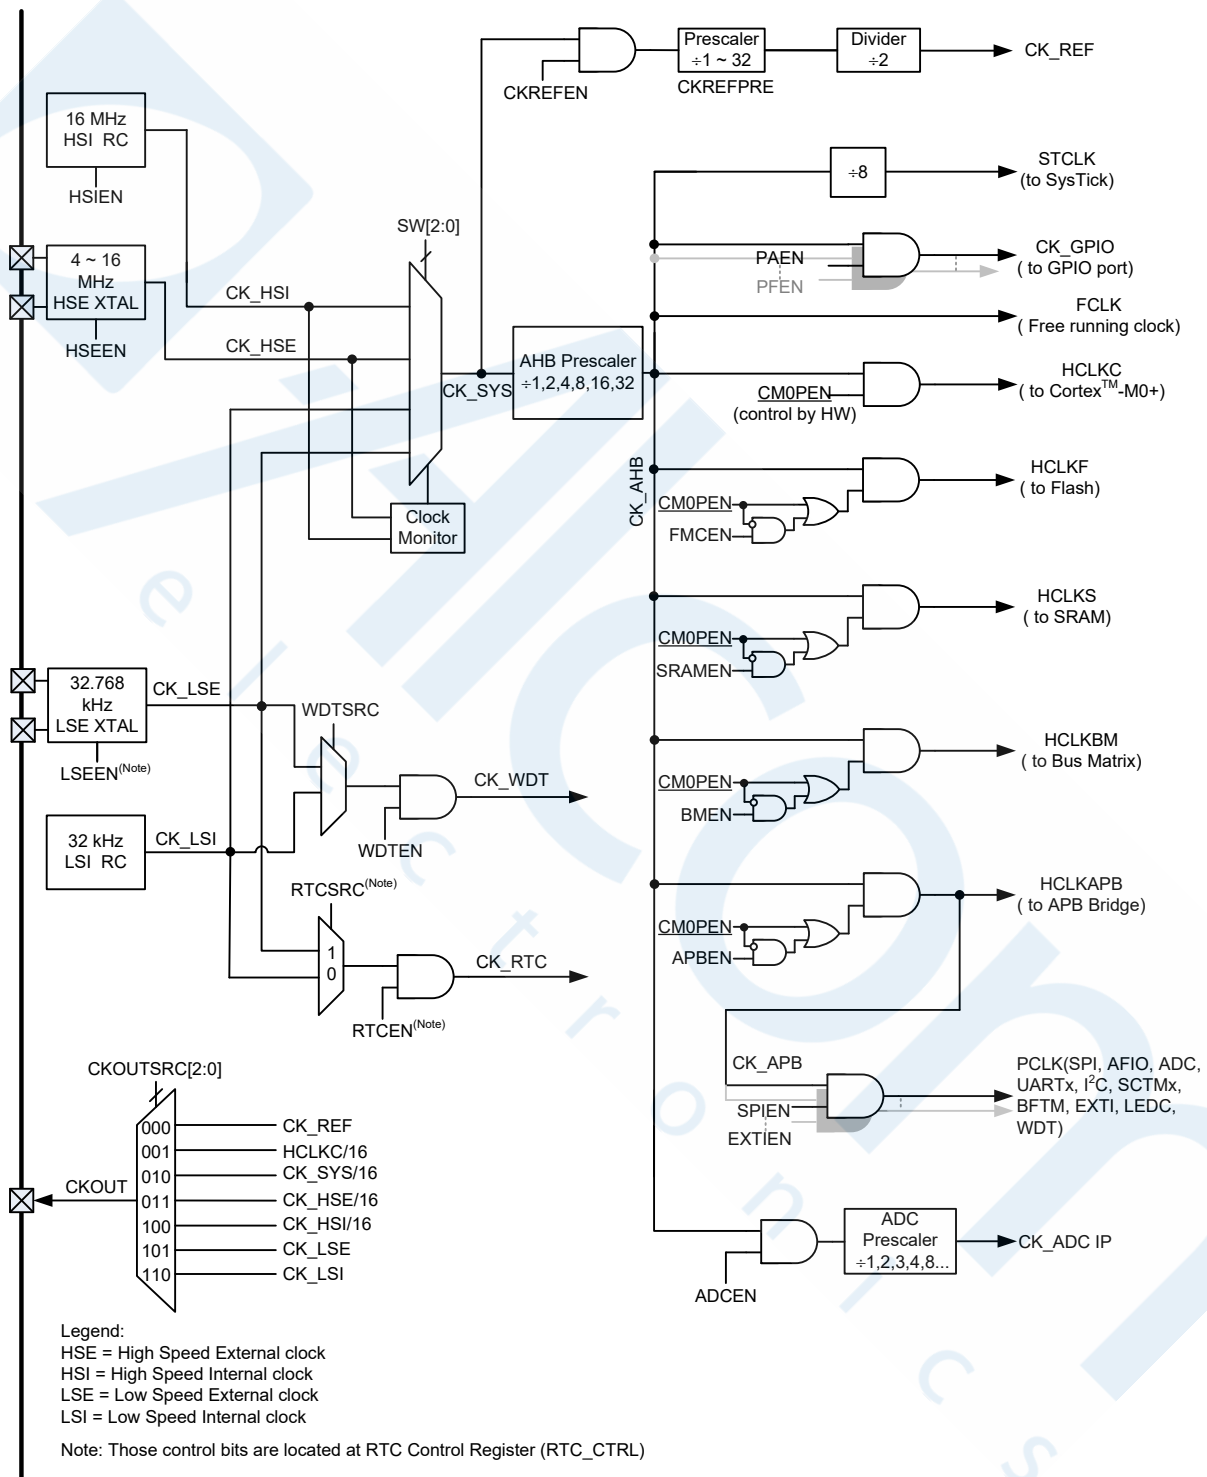 Prescaler
÷1 ~ 32
CKREFPRE
Divider
÷2
CK_REF
CKREFEN
16 MHz
HSI RC
HSIEN
÷8
STCLK
(to SysTick)
SW[2:0]
4 ~ 16
MHz
HSE XTAL
HSEEN
CK_HSI
CK_HSE
PAEN
PFEN
CK_GPIO
( to GPIO port)
FCLK
( Free running clock)
CK_SYS
AHB Prescaler
÷1,2,4,8,16,32
CM0PEN
(control by HW)
HCLKC
( to Cortex™-M0+)
CK_AHB
Clock
Monitor
CM0PEN
FMCEN
HCLKF
( to Flash)
CM0PEN
SRAMEN
HCLKS
( to SRAM)
32.768
kHz
LSE XTAL
LSEEN(Note)
CK_LSE
WDTSRC
CK_WDT
WDTEN
CM0PEN
BMEN
HCLKBM
( to Bus Matrix)
32 kHz
LSI RC
CK_LSI
RTCSRC(Note)
1
0
CK_RTC
RTCEN(Note)
CM0PEN
APBEN
HCLKAPB
( to APB Bridge)
CK_APB
SPIEN
EXTIEN
PCLK(SPI, AFIO, ADC,
UARTx, I²C, SCTMx,
BFTM, EXTI, LEDC,
WDT)
CKOUTSRC[2:0]
CKOUT
000 CK_REF
001 HCLKC/16
010 CK_SYS/16
011 CK_HSE/16
100 CK_HSI/16
101 CK_LSE
110 CK_LSI
ADCEN
ADC
Prescaler
÷1,2,3,4,8...
CK_ADC IP
Legend:
HSE = High Speed External clock
HSI = High Speed Internal clock
LSE = Low Speed External clock
LSI = Low Speed Internal clock
Note: Those control bits are located at RTC Control Register (RTC_CTRL)
electronics